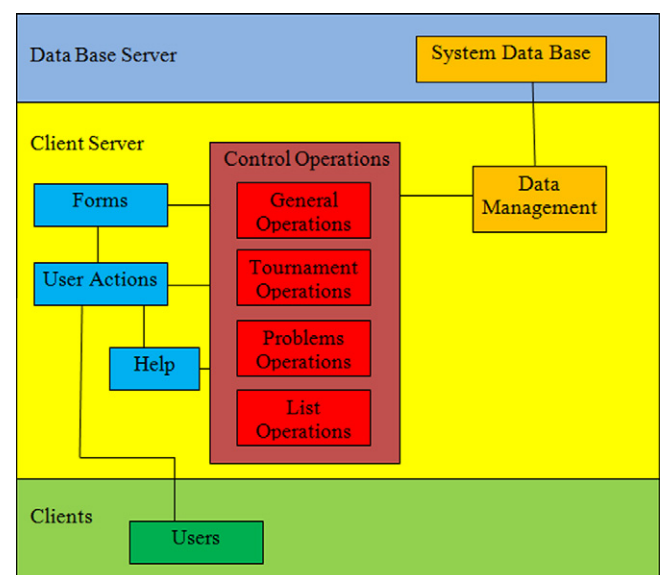 Data Base Server
System Data Base
Client Server
Control Operations
Forms
General
Operations
Data
Management
User Actions
Tournament
Operations
Help
Problems
Operations
List
Operations
Clients
Users